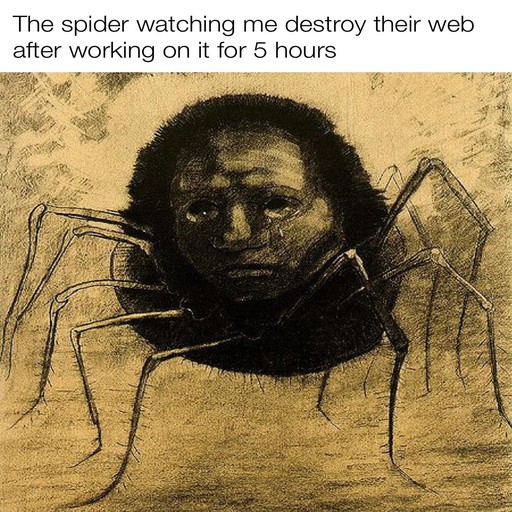 The spider watching me destroy their web
after working on it for 5 hours